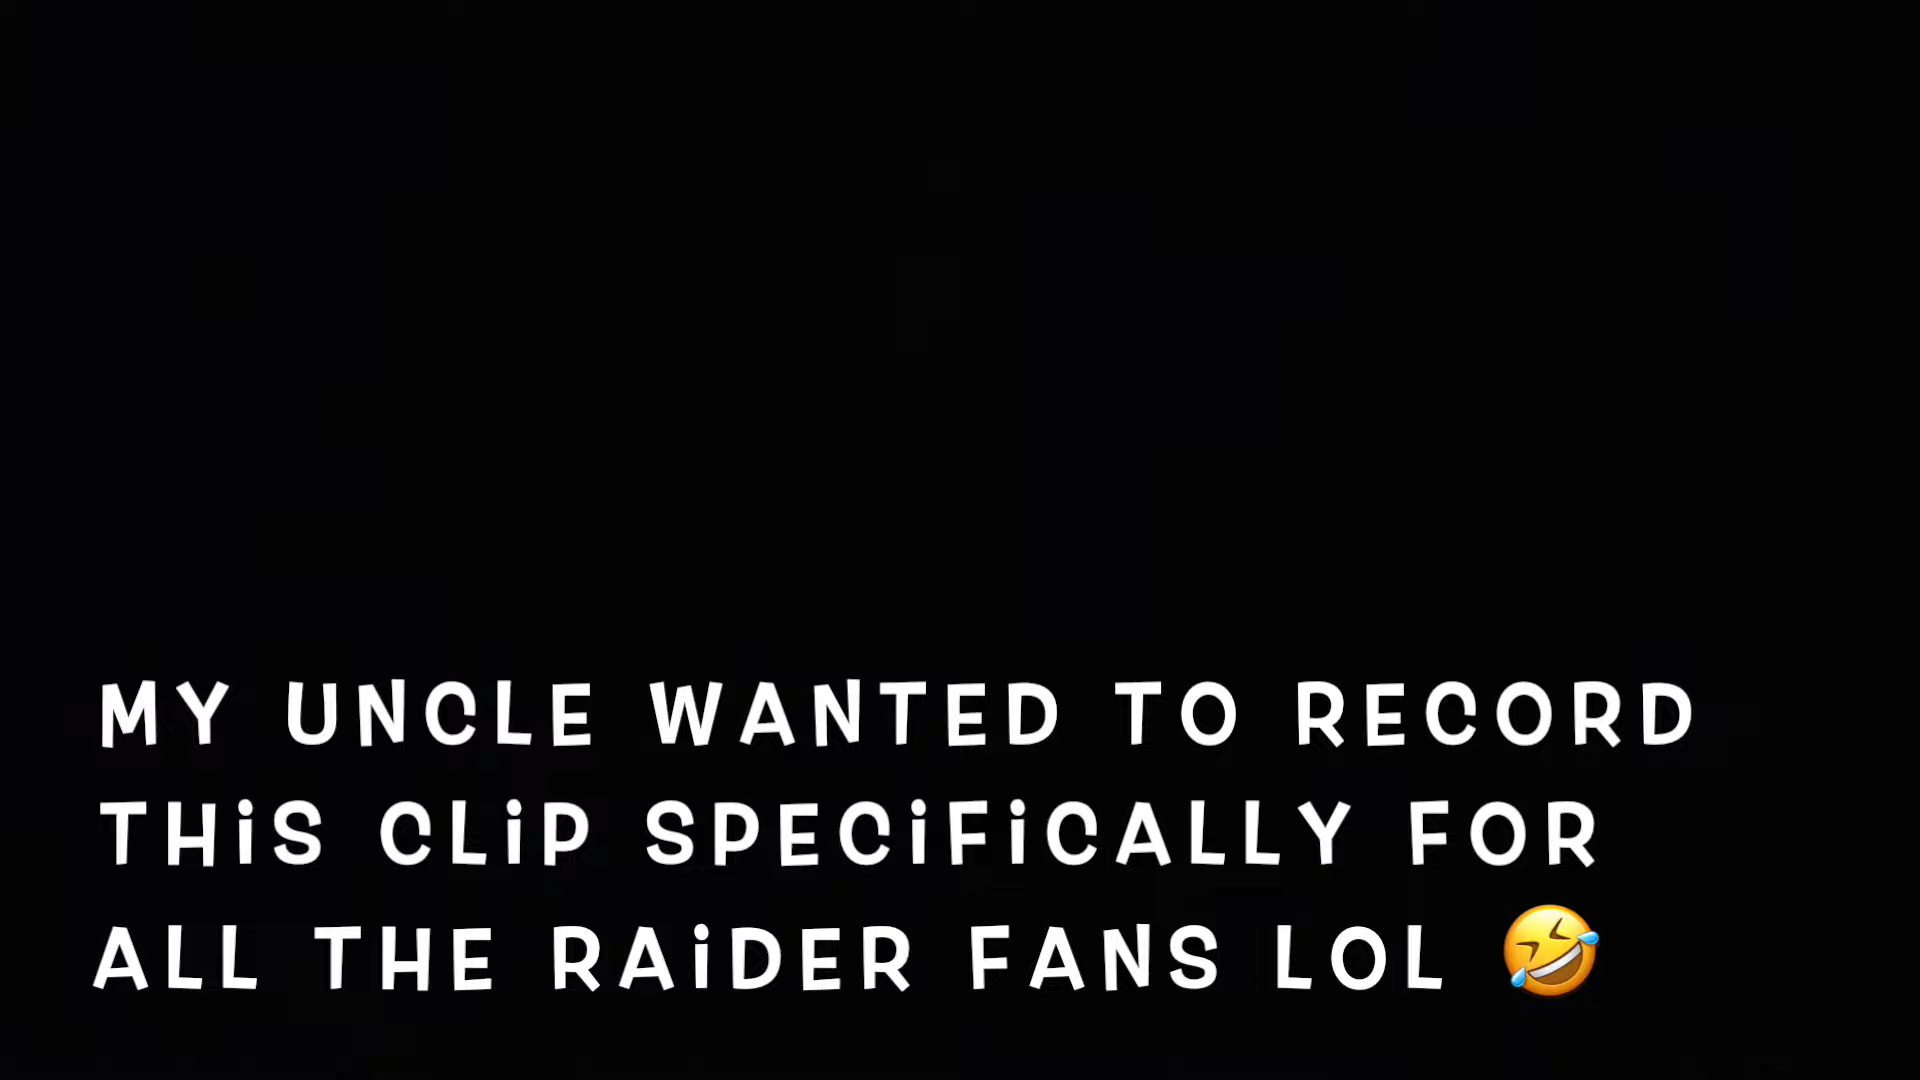 MY UNCLE WANTED TO RECORD
THiS CLiP SPECiFiCALLY FOR
ALL THE RAiDER FANS LOL 🤣